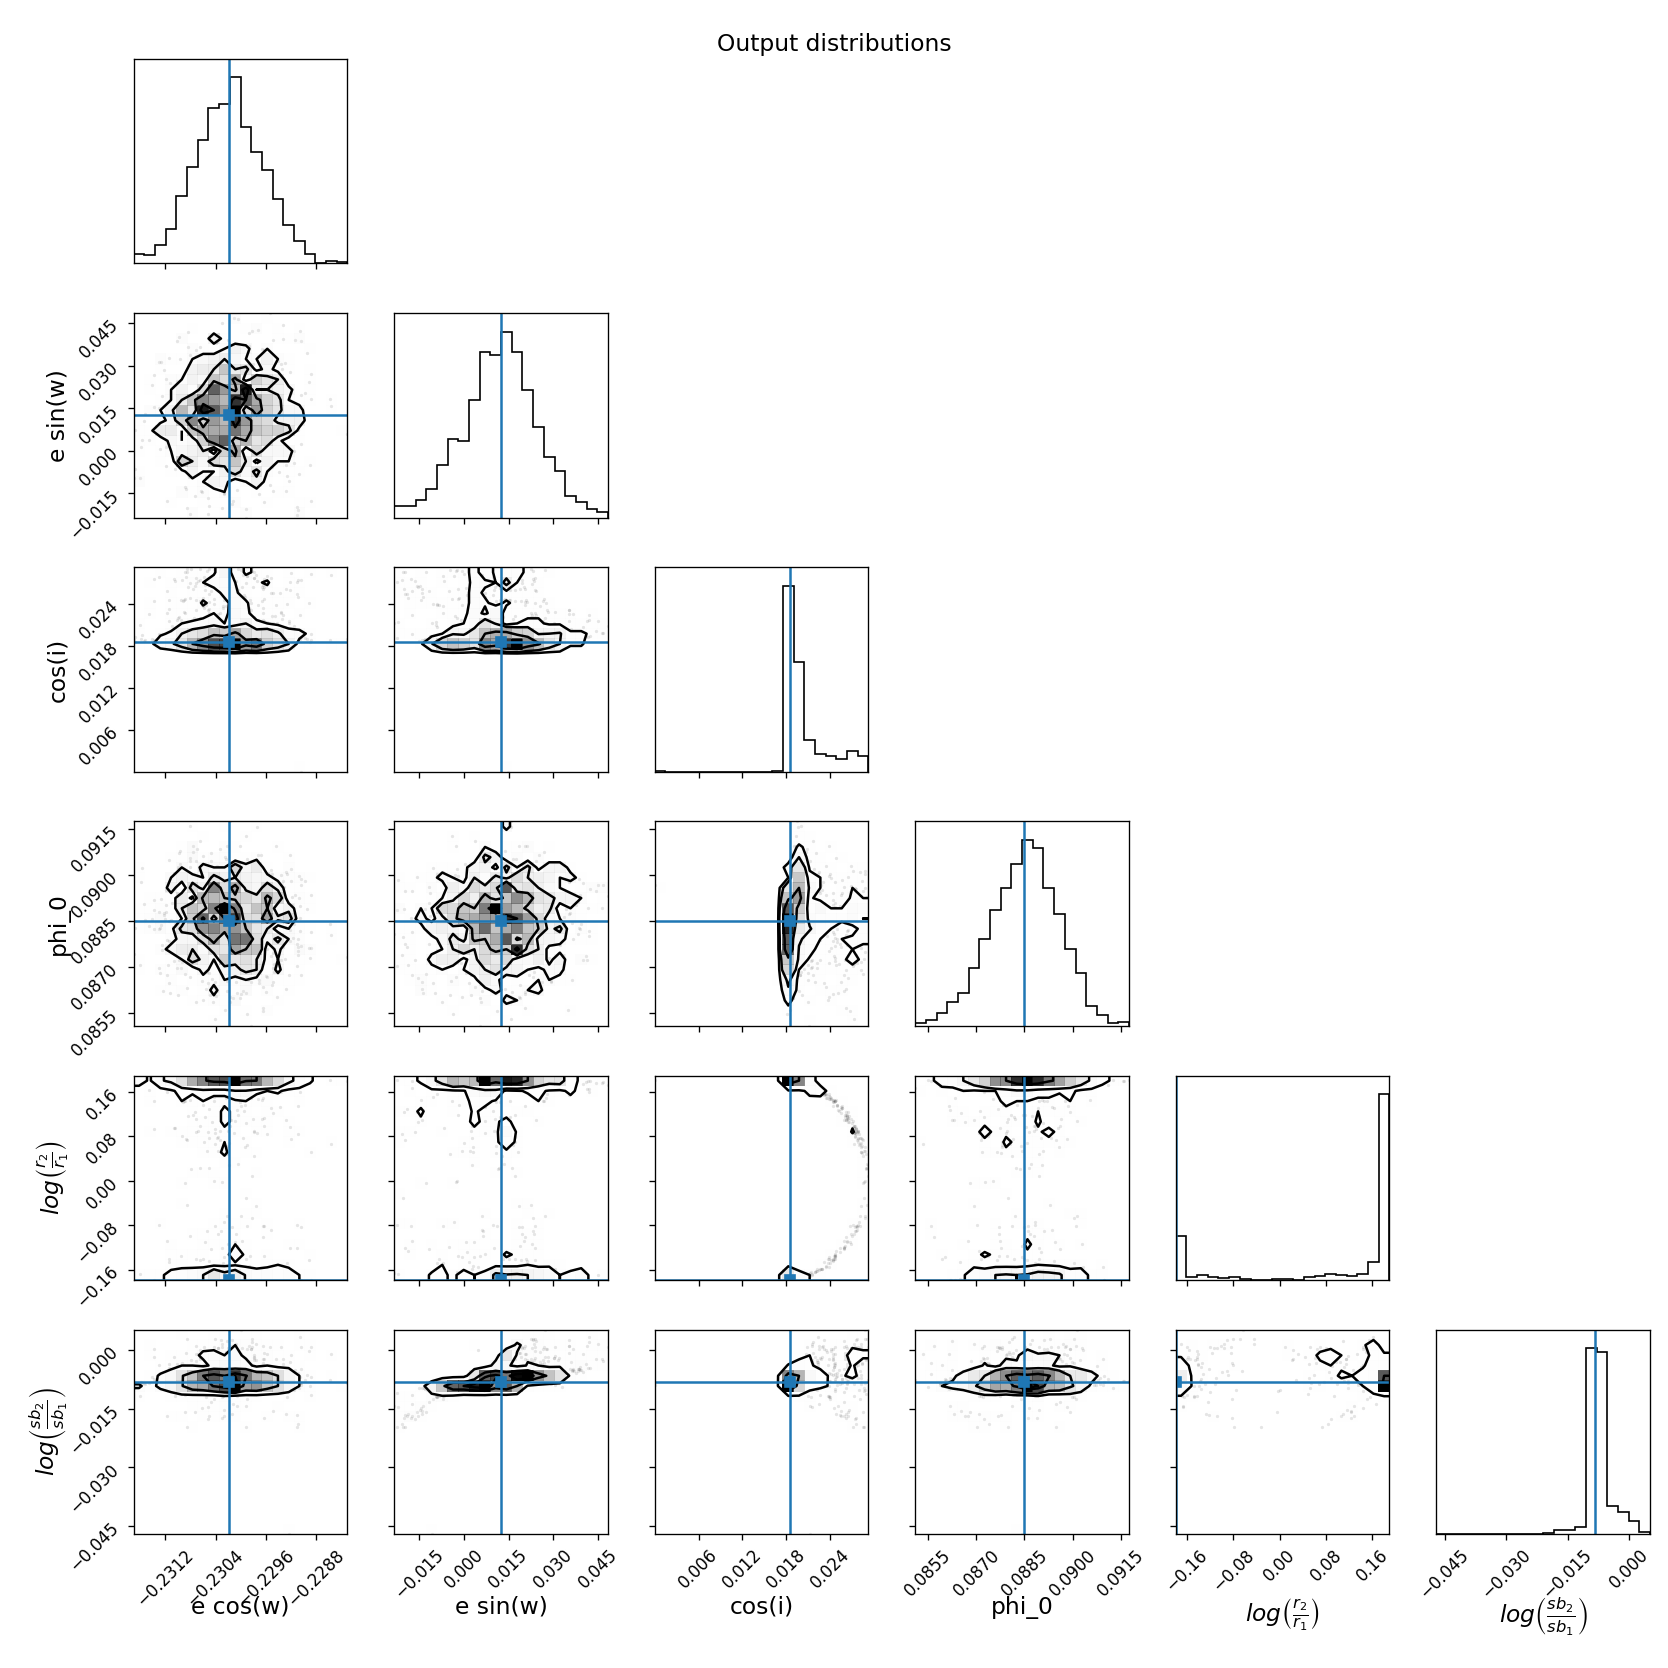 Output distributions
e sin(w)
0.045
0.030
0.015
0.000
−0.015
cos(i)
0.024
0.018
0.012
0.006
phi_0
0.0915
0.0900
0.0885
0.0870
0.0855
log(r2/r1)
0.16
0.08
0.00
−0.08
−0.16
log(sb2/sb1)
0.000
−0.015
−0.030
−0.045
−0.2312 −0.2304 −0.2296 −0.2288
−0.015 0.000 0.015 0.030 0.045
0.006 0.012 0.018 0.024
0.0855 0.0870 0.0885 0.0900 0.0915
−0.16 −0.08 0.00 0.08 0.16
−0.045 −0.030 −0.015 0.000
e cos(w) e sin(w) cos(i) phi_0 log(r2/r1) log(sb2/sb1)